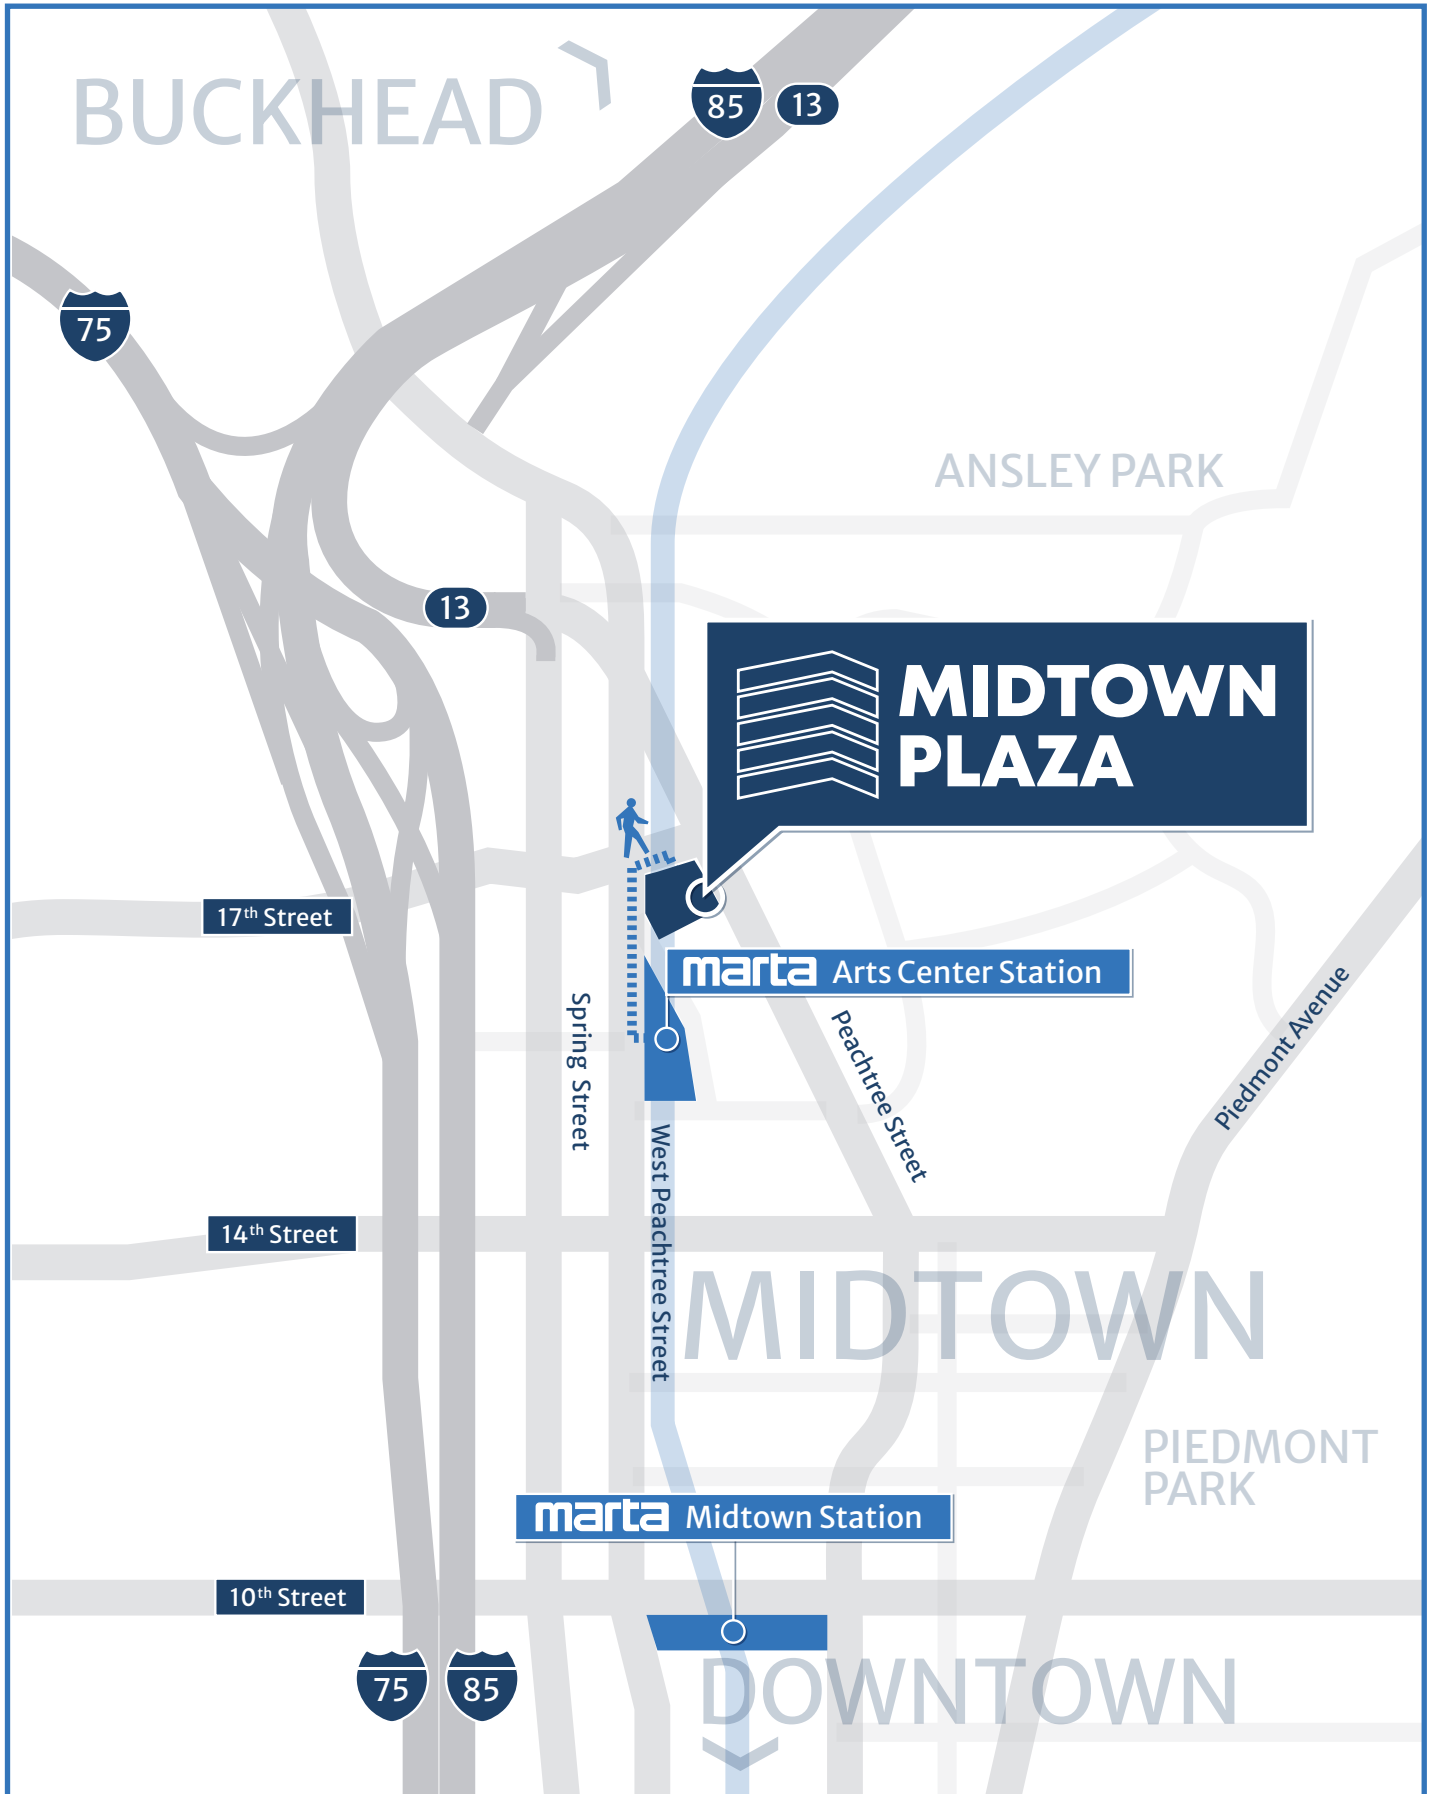 BUCKHEAD
85
13
75
ANSLEY PARK
13
MIDTOWN
PLAZA
17th Street
marta Arts Center Station
Spring Street
Peachtree Street
Piedmont Avenue
West Peachtree Street
14th Street
MIDTOWN
PIEDMONT
PARK
marta Midtown Station
10th Street
75
85
DOWNTOWN